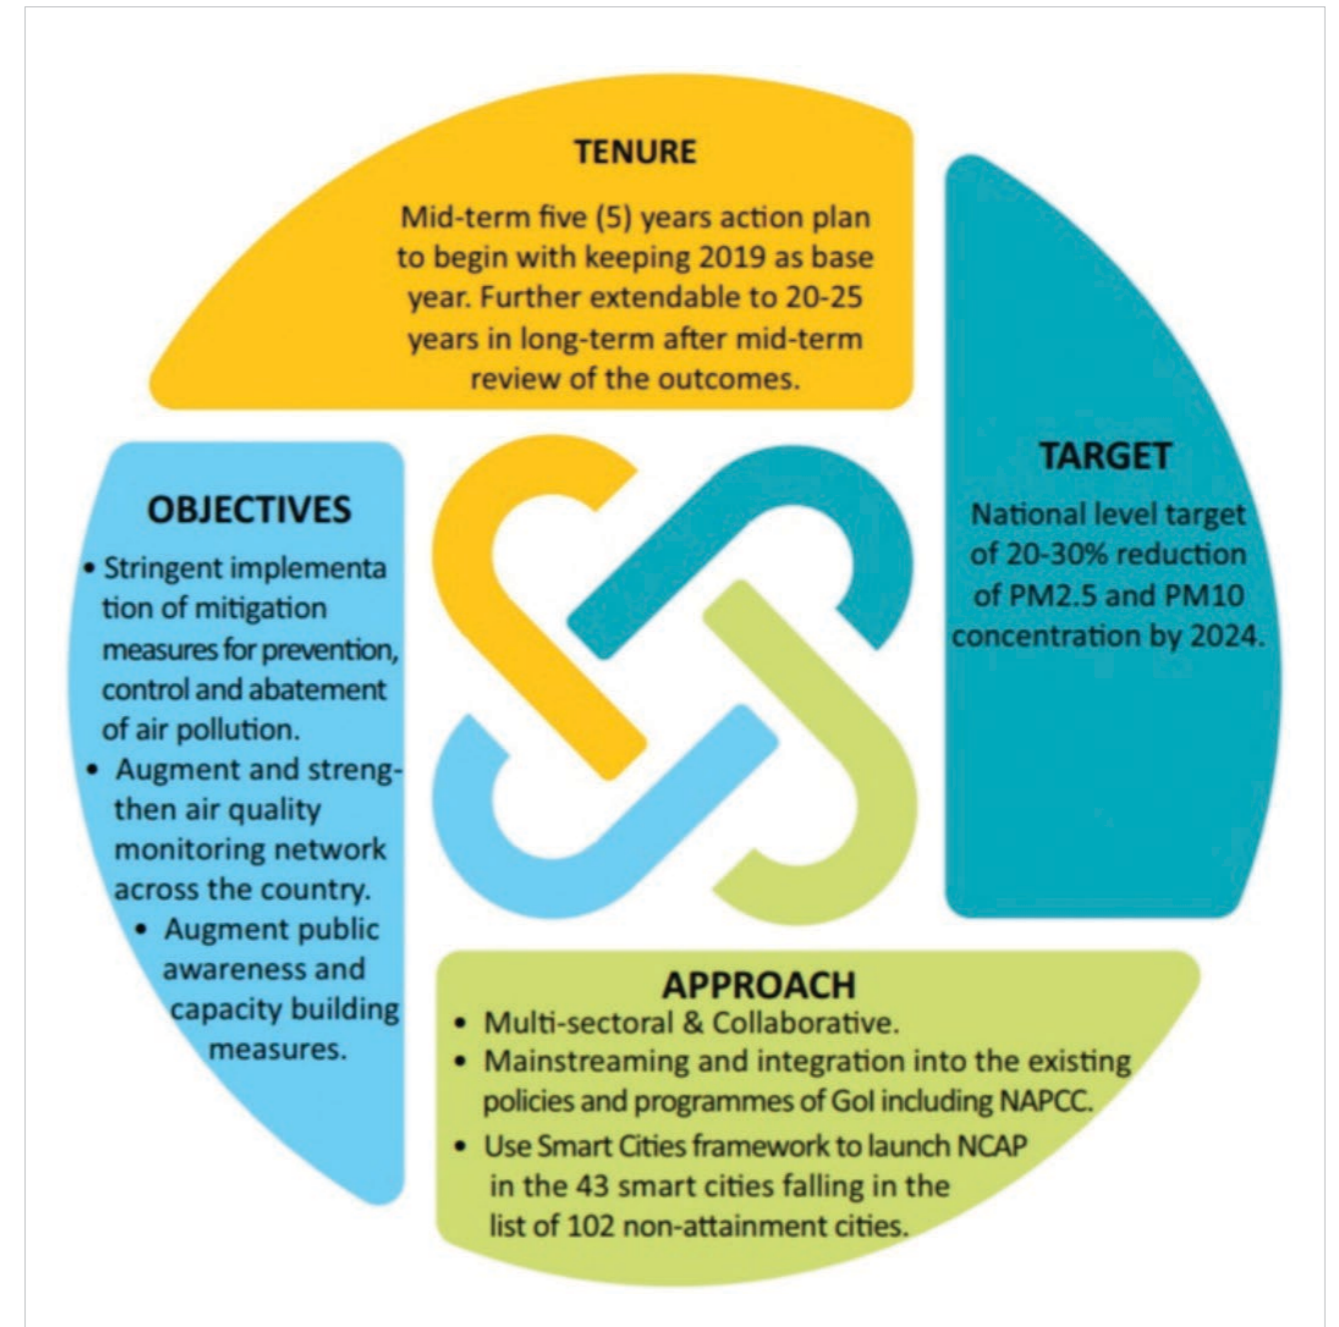 TENURE
Mid-term five (5) years action plan
to begin with keeping 2019 as base
year. Further extendable to 20-25
years in long-term after mid-term
review of the outcomes.
TARGET
National level target
of 20-30% reduction
of PM2.5 and PM10
concentration by 2024.
OBJECTIVES
• Stringent implementa
tion of mitigation
measures for prevention,
control and abatement
of air pollution.
• Augment and streng-
then air quality
monitoring network
across the country.
• Augment public
awareness and
capacity building
measures.
APPROACH
• Multi-sectoral & Collaborative.
• Mainstreaming and integration into the existing
policies and programmes of GoI including NAPCC.
• Use Smart Cities framework to launch NCAP
in the 43 smart cities falling in the
list of 102 non-attainment cities.